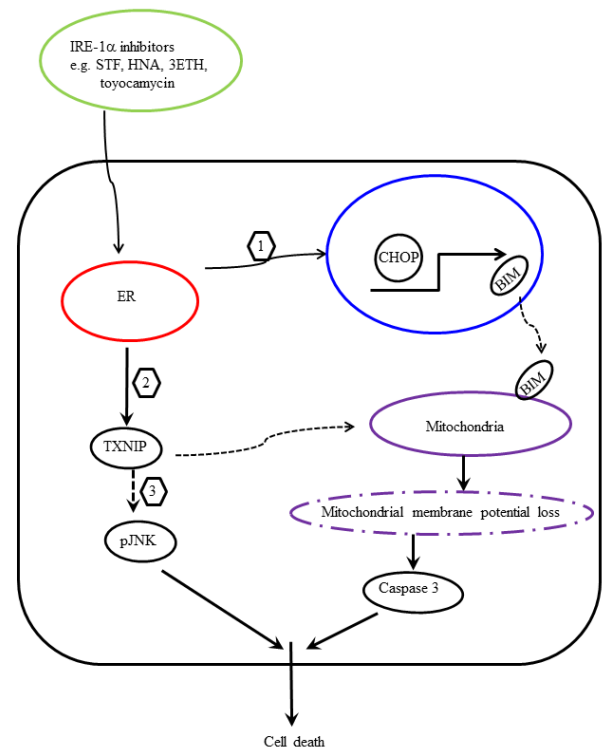 IRE-1α inhibitors
e.g. STF, HNA, 3ETH,
toyocamycin
1
CHOP
BIM
ER
2
BIM
TXNIP
Mitochondria
3
Mitochondrial membrane potential loss
pJNK
Caspase 3
Cell death